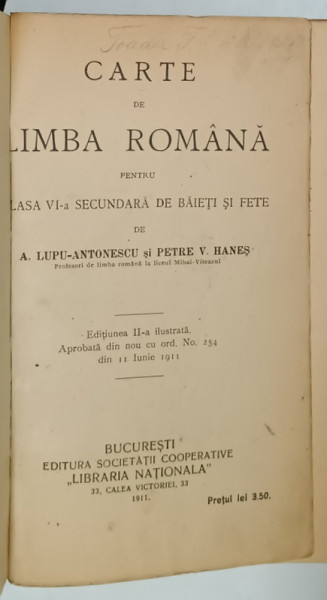 Ioan T.
CARTE
DE
LIMBA ROMÂNĂ
PENTRU
LASA VI-a SECUNDARĂ DE BĂIEȚI ȘI FETE
DE
A. LUPU-ANTONESCU și PETRE V. HANEȘ
Profesori de limba română la liceul Mihai-Viteazul
Edițiunea II-a ilustrată.
Aprobată din nou cu ord. No. 254
din 11 Iunie 1911
BUCUREȘTI
EDITURA SOCIETĂȚII COOPERATIVE
„LIBRARIA NAȚIONALA"
33, CALEA VICTORIEI, 33
1911.
Prețul lei 3.50.